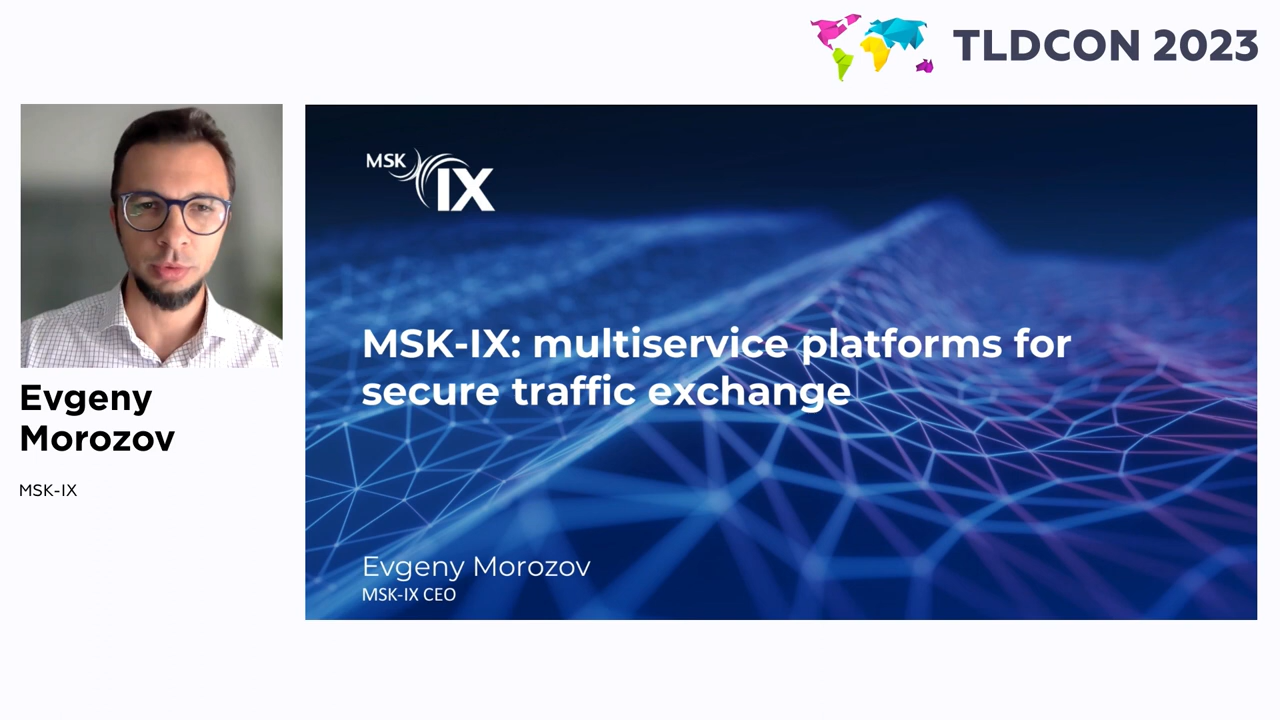 TLDCON 2023
MSK
IX
MSK-IX: multiservice platforms for
secure traffic exchange
Evgeny
Morozov
MSK-IX
Evgeny Morozov
MSK-IX CEO